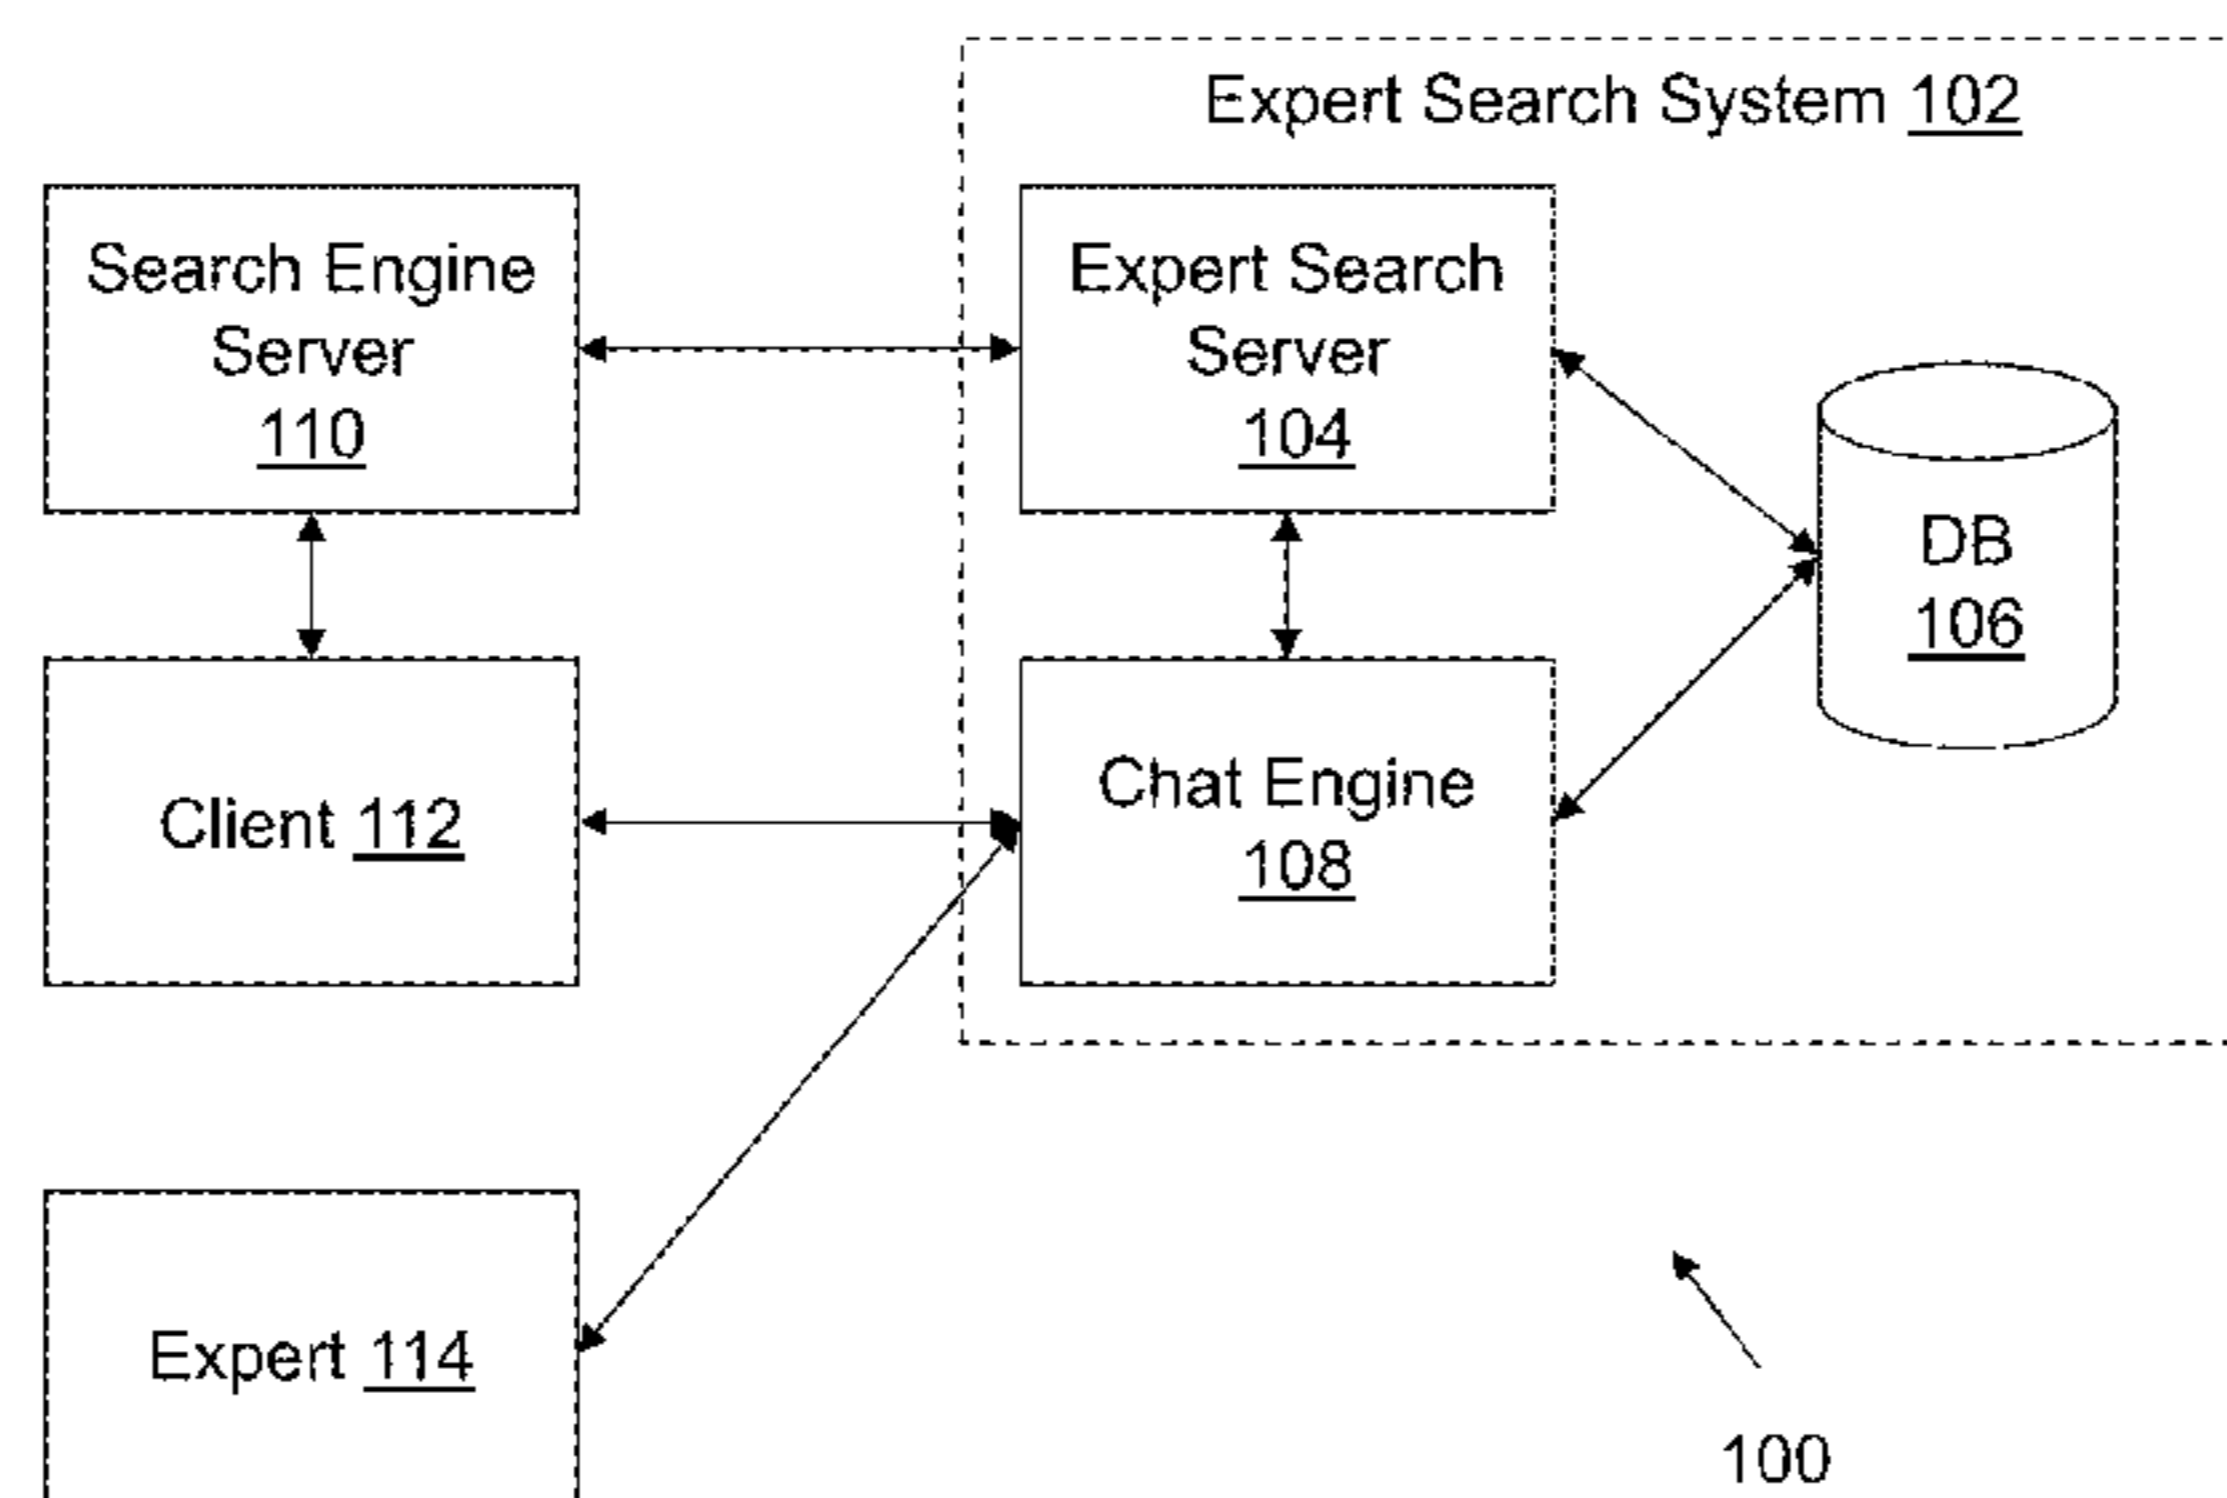 Expert Search System 102
Search Engine
Server
110
Expert Search
Server
104
DB
106
Client 112
Chat Engine
108
Expert 114
100